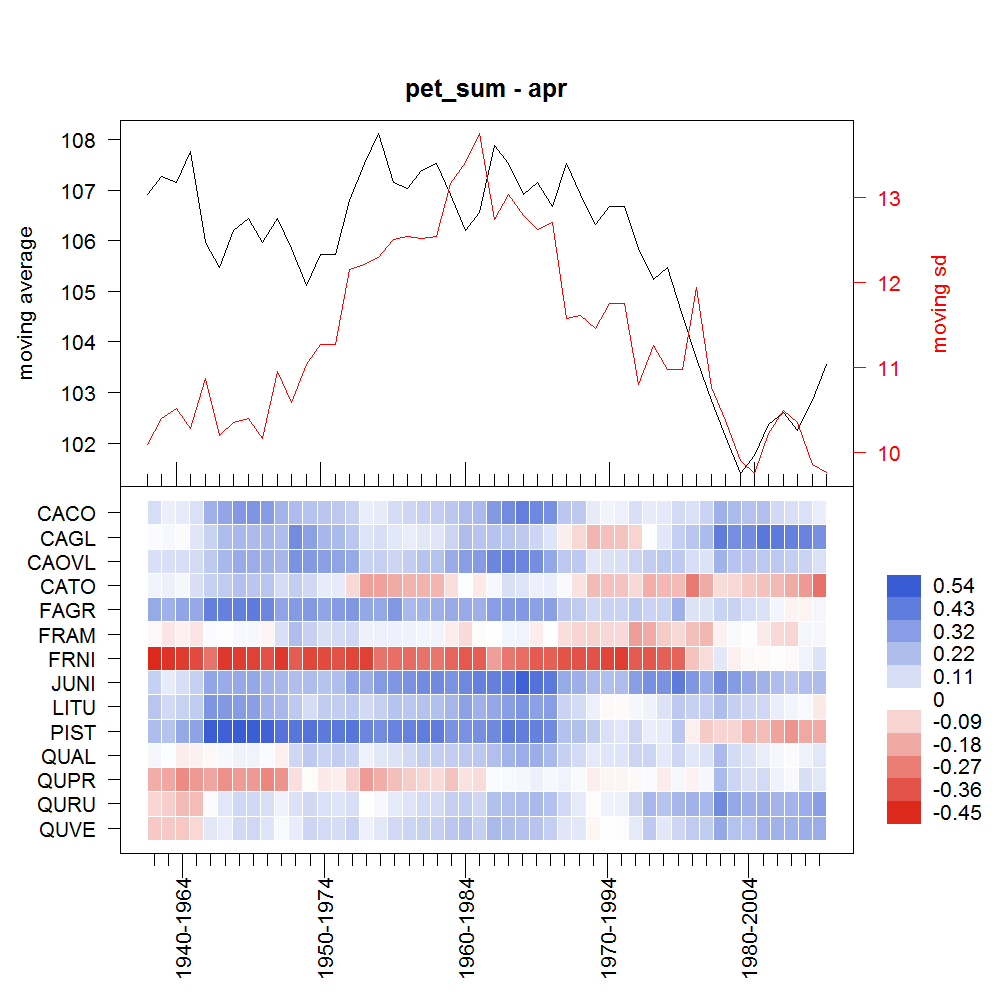 pet_sum - apr
moving average
108
107
106
105
104
103
102
13
12
11
10
moving sd
CACO
CAGL
CAOVL
CATO
FAGR
FRAM
FRNI
JUNI
LITU
PIST
QUAL
QUPR
QURU
QUVE
0.54
0.43
0.32
0.22
0.11
0
-0.09
-0.18
-0.27
-0.36
-0.45
1940-1964
1950-1974
1960-1984
1970-1994
1980-2004